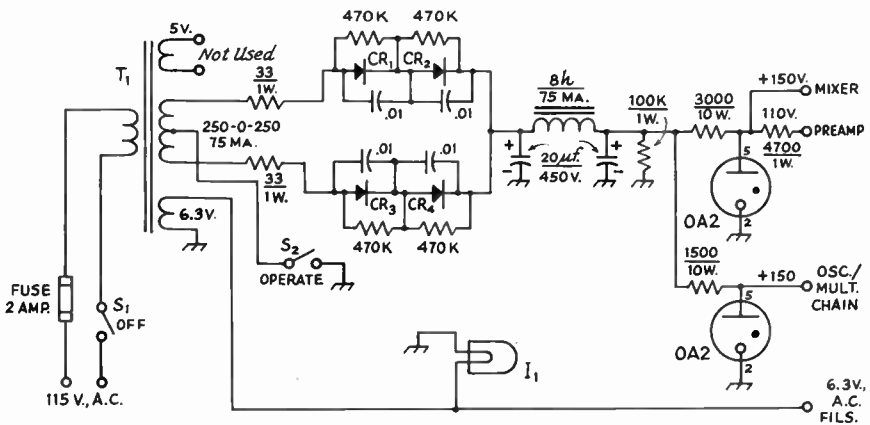 470K 470K
5V.
Not Used
T1
33
1W.
CR1 CR2
.01 .01
8h
75 MA.
100K
1W.
3000
10W.
+150V.
MIXER
110V.
PREAMP
4700
1W.
250-0-250
75 MA.
+ +
- -
20µf.
450V.
5
OA2
2
33
1W.
.01 .01
CR3 CR4
470K 470K
6.3V.
S2
OPERATE
1500
10W.
+150
OSC./
MULT.
CHAIN
5
OA2
2
FUSE
2 AMP.
S1
OFF
I1
115 V., A.C.
6.3V.,
A.C.
FILS.